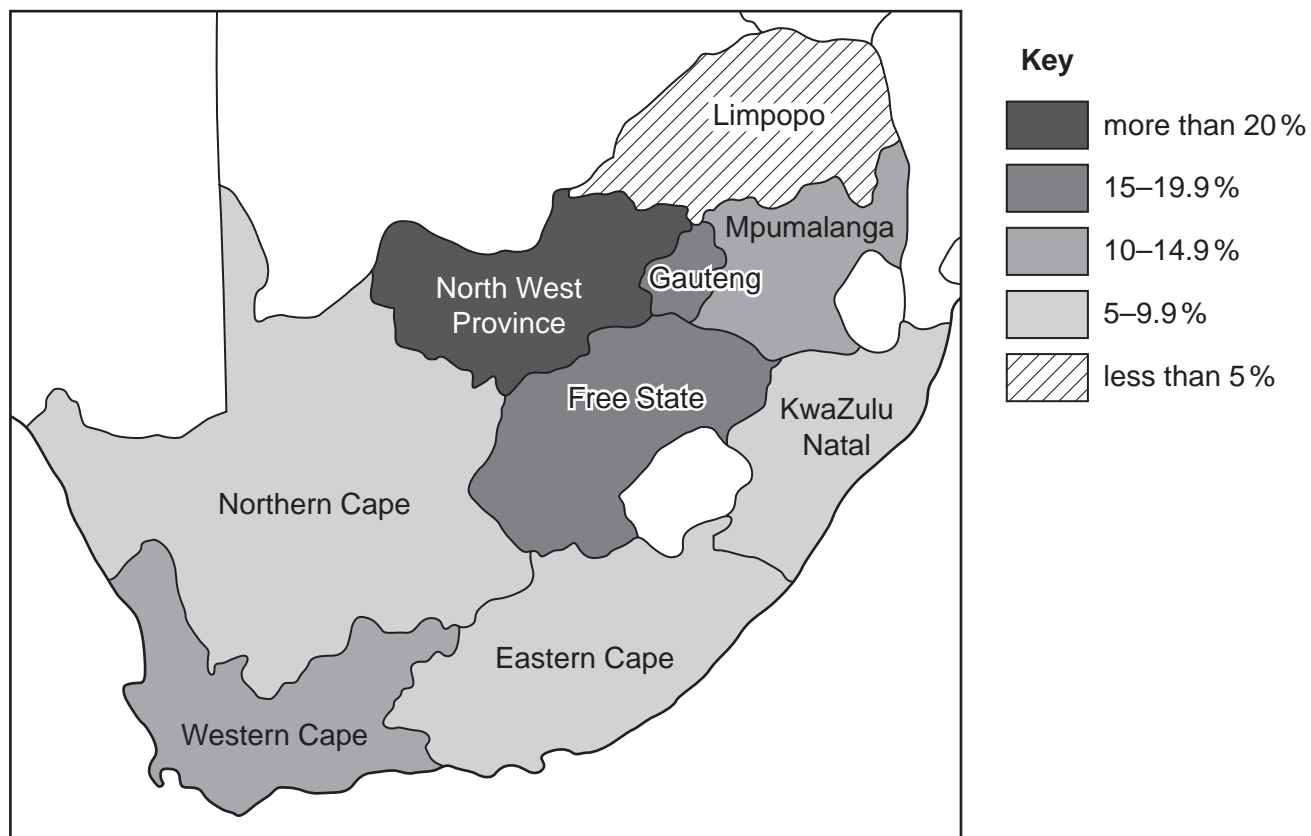 Key
more than 20 %
15–19.9 %
10–14.9 %
5–9.9 %
less than 5 %
Limpopo
Mpumalanga
Gauteng
North West
Province
Free State
KwaZulu
Natal
Northern Cape
Eastern Cape
Western Cape